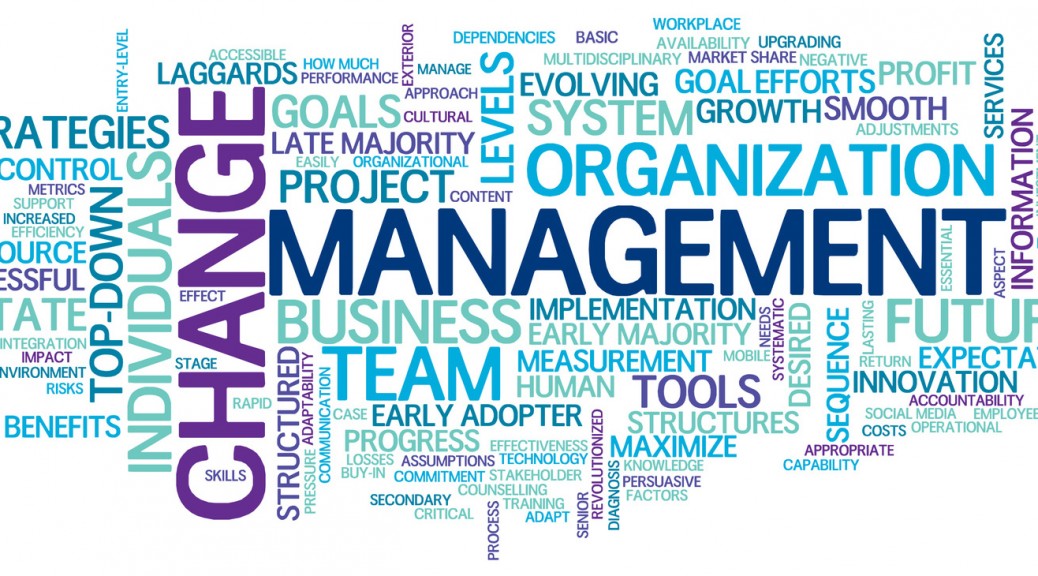 ENTRY-LEVEL
RATEGIES
CONTROL
METRICS
SUPPORT
INCREASED
EFFICIENCY
OURCE
ESSFUL
TATE
INTEGRATION
IMPACT
NVIRONMENT
RISKS
BENEFITS
TOP-DOWN
INDIVIDUALS
CHANGE
EFFECT
STAGE
SKILLS
RAPID
ACCESSIBLE
LAGGARDS
HOW MUCH
PERFORMANCE
EXTERIOR
MANAGE
APPROACH
GOALS
CULTURAL
LATE MAJORITY
EASILY
ORGANIZATIONAL
PROJECT
CONTENT
LEVELS
DEPENDENCIES
BASIC
WORKPLACE
MULTIDISCIPLINARY
AVAILABILITY
UPGRADING
MARKET SHARE
NEGATIVE
EVOLVING
GOAL
EFFORTS
PROFIT
SYSTEM
GROWTH
SMOOTH
ADJUSTMENTS
SERVICES
ORGANIZATION
INFORMATION
MANAGEMENT
ESSENTIAL
ASPECT
BUSINESS
IMPLEMENTATION
EARLY MAJORITY
NEEDS
SYSTEMATIC
DESIRED
SEQUENCE
LASTING
FUTUR
RETURN
EXPECTA
TEAM
MEASUREMENT
MOBILE
HUMAN
TOOLS
INNOVATION
ACCOUNTABILITY
SOCIAL MEDIA
EMPLOYEE
COSTS
OPERATIONAL
STRUCTURED
ADAPTABILITY
PRESSURE
COMMUNICATION
CASE
EARLY ADOPTER
STRUCTURES
PROGRESS
EFFECTIVENESS
REVOLUTIONIZED
MAXIMIZE
APPROPRIATE
CAPABILITY
LOSSES
ASSUMPTIONS
TECHNOLOGY
KNOWLEDGE
BUY-IN
COMMITMENT
STAKEHOLDER
PERSUASIVE
COUNSELLING
FACTORS
SECONDARY
TRAINING
CRITICAL
ADAPT
PROCESS
SENIOR
DIAGNOSIS